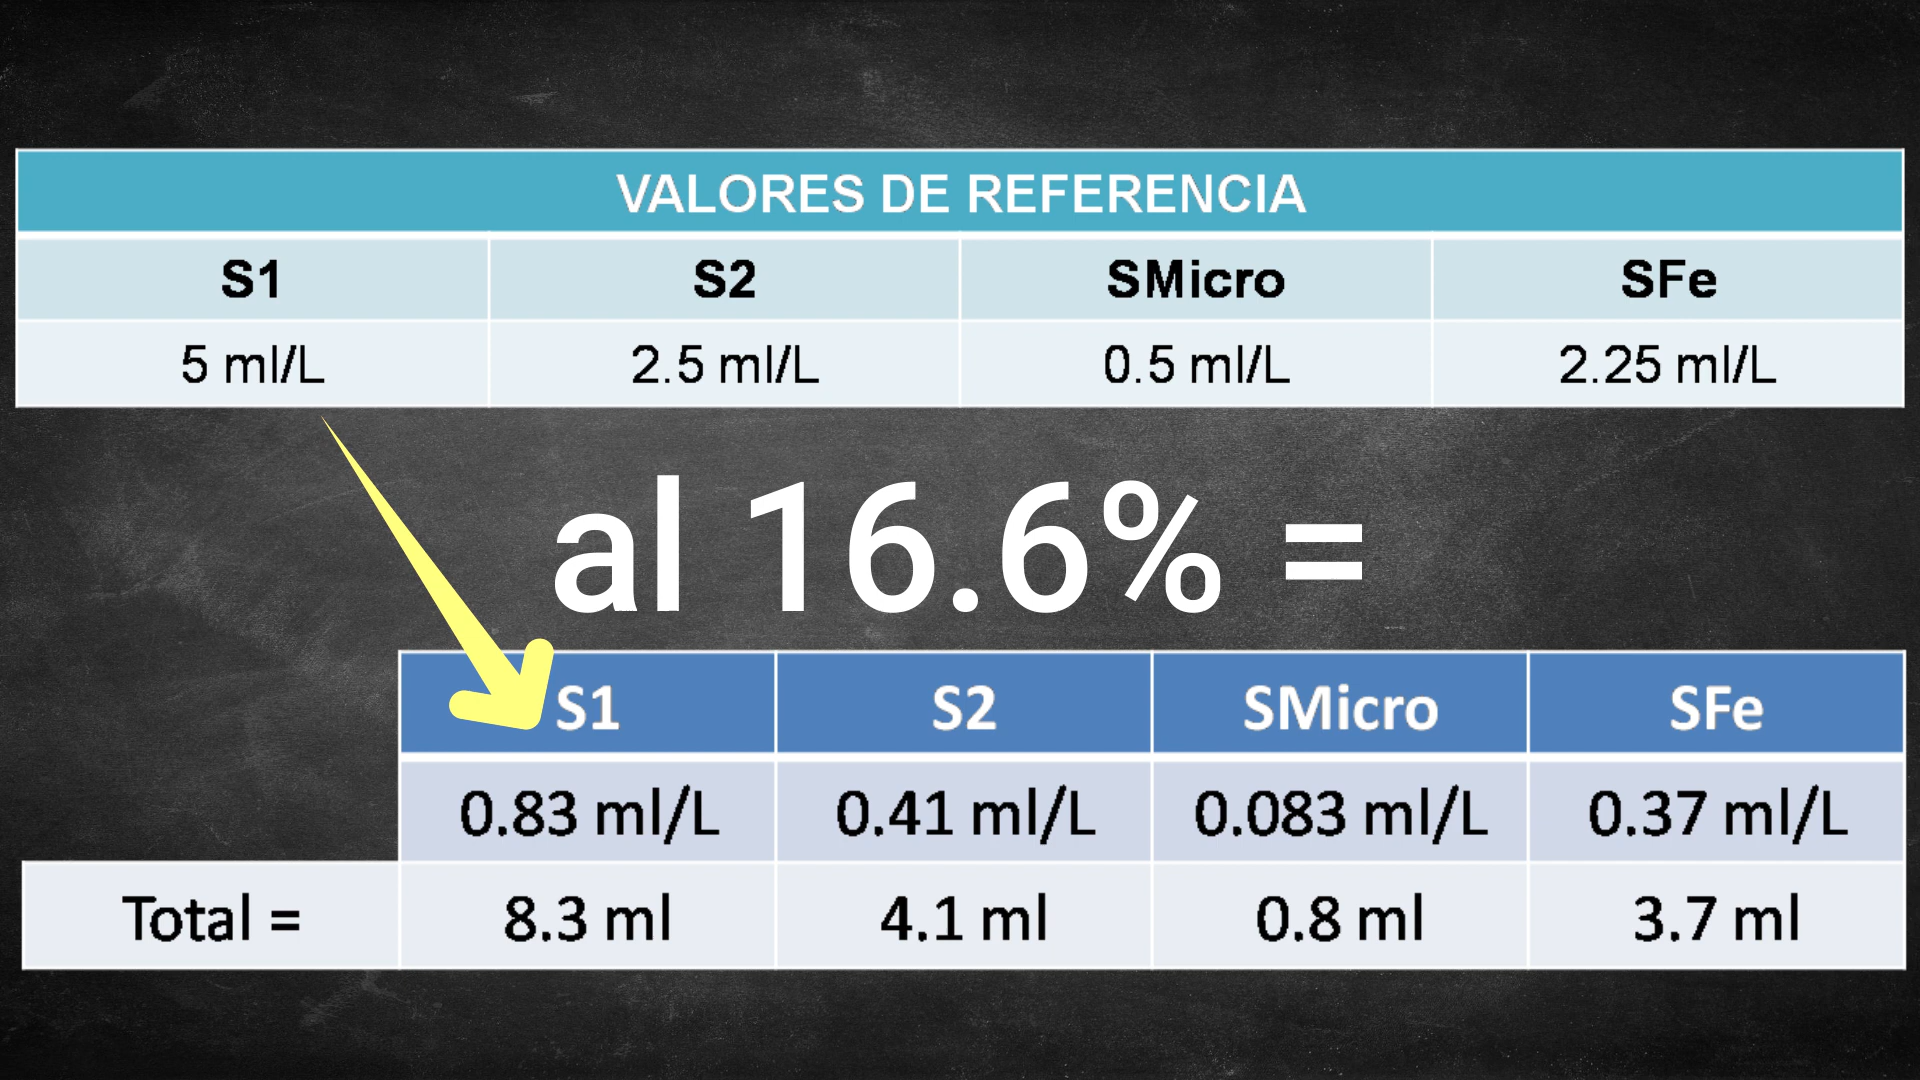 VALORES DE REFERENCIA
S1 S2 SMicro SFe
5 ml/L 2.5 ml/L 0.5 ml/L 2.25 ml/L
al 16.6% =
S1 S2 SMicro SFe
0.83 ml/L 0.41 ml/L 0.083 ml/L 0.37 ml/L
Total = 8.3 ml 4.1 ml 0.8 ml 3.7 ml